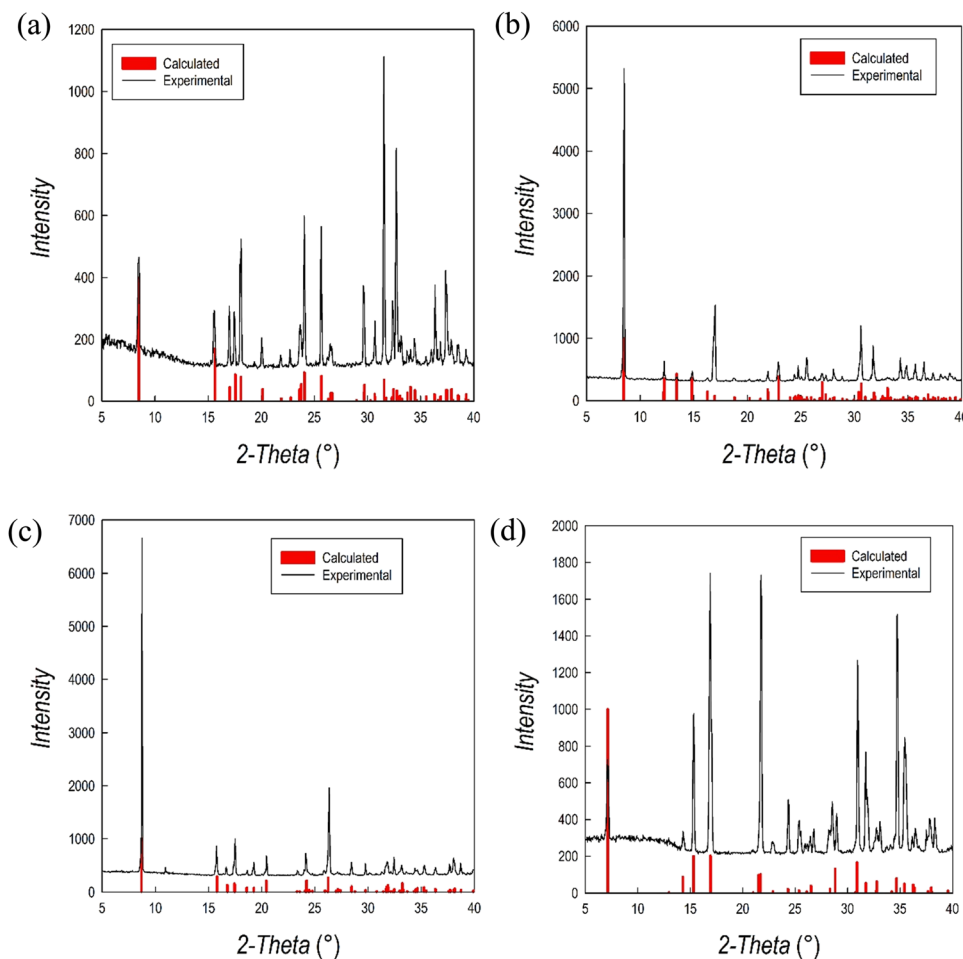 (a)
1200
1000
800
600
400
200
0
Intensity
Calculated
Experimental
5 10 15 20 25 30 35 40
2-Theta (°)
(b)
6000
5000
4000
3000
2000
1000
0
Intensity
Calculated
Experimental
5 10 15 20 25 30 35 40
2-Theta (°)
(c)
7000
6000
5000
4000
3000
2000
1000
0
Intensity
Calculated
Experimental
5 10 15 20 25 30 35 40
2-Theta (°)
(d)
2000
1800
1600
1400
1200
1000
800
600
400
200
0
Intensity
Calculated
Experimental
5 10 15 20 25 30 35 40
2-Theta (°)